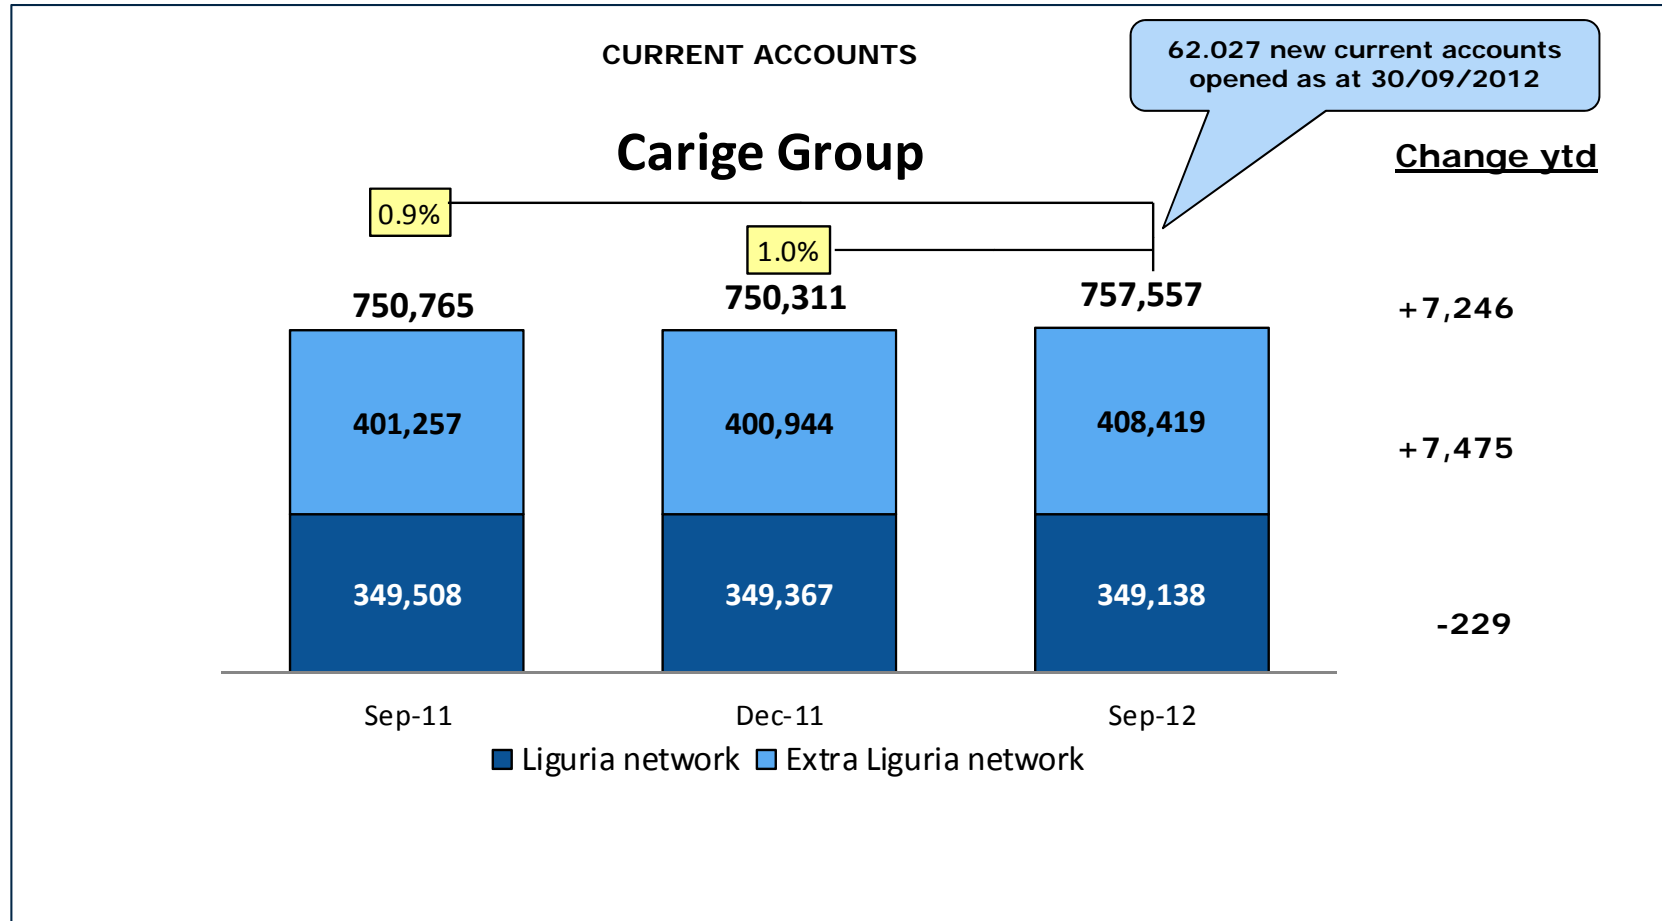 CURRENT ACCOUNTS
62.027 new current accounts
opened as at 30/09/2012
Carige Group
Change ytd
0.9%
1.0%
750,765
750,311
757,557
+7,246
401,257
400,944
408,419
+7,475
349,508
349,367
349,138
-229
Sep-11
Dec-11
Sep-12
Liguria network
Extra Liguria network